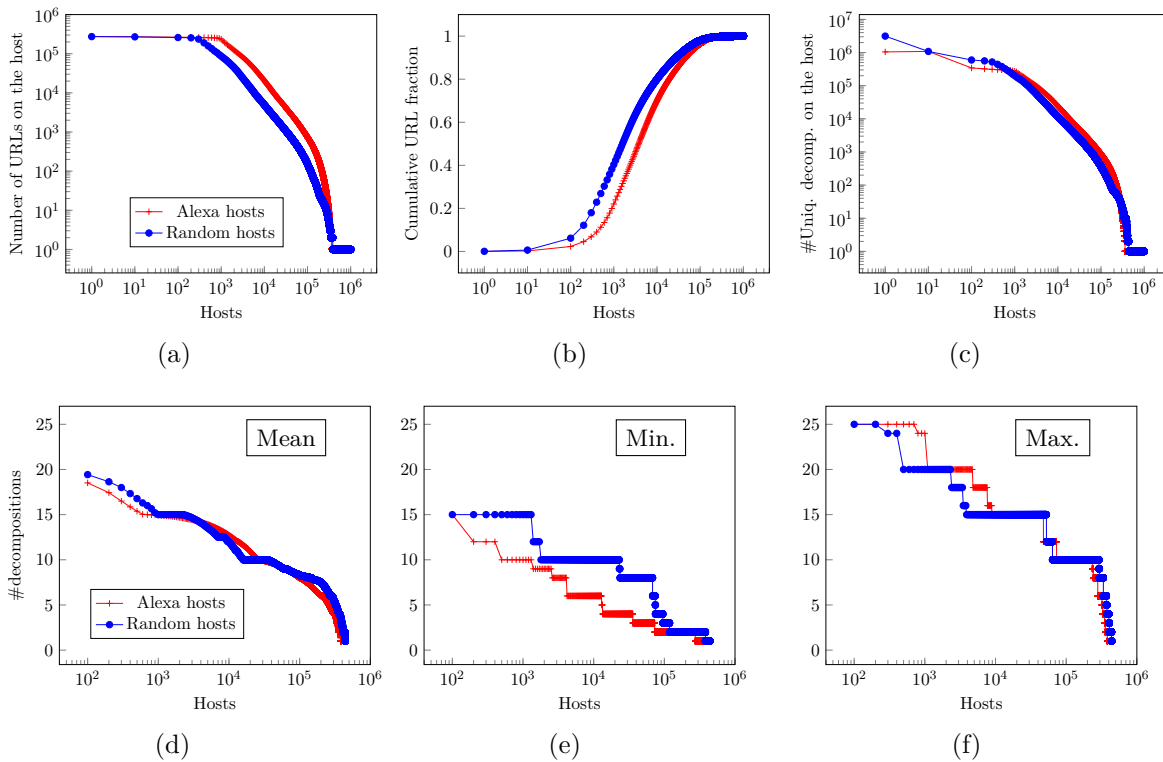 Number of URLs on the host
10^6
10^5
10^4
10^3
10^2
10^1
10^0
Alexa hosts
Random hosts
10^0 10^1 10^2 10^3 10^4 10^5 10^6
Hosts
(a)
Cumulative URL fraction
1
0.8
0.6
0.4
0.2
0
10^0 10^1 10^2 10^3 10^4 10^5 10^6
Hosts
(b)
#Uniq. decomp. on the host
10^7
10^6
10^5
10^4
10^3
10^2
10^1
10^0
10^0 10^1 10^2 10^3 10^4 10^5 10^6
Hosts
(c)
#decompositions
25
20
15
10
5
0
Mean
Alexa hosts
Random hosts
10^2 10^3 10^4 10^5 10^6
Hosts
(d)
25
20
15
10
5
0
Min.
10^2 10^3 10^4 10^5 10^6
Hosts
(e)
25
20
15
10
5
0
Max.
10^2 10^3 10^4 10^5 10^6
Hosts
(f)